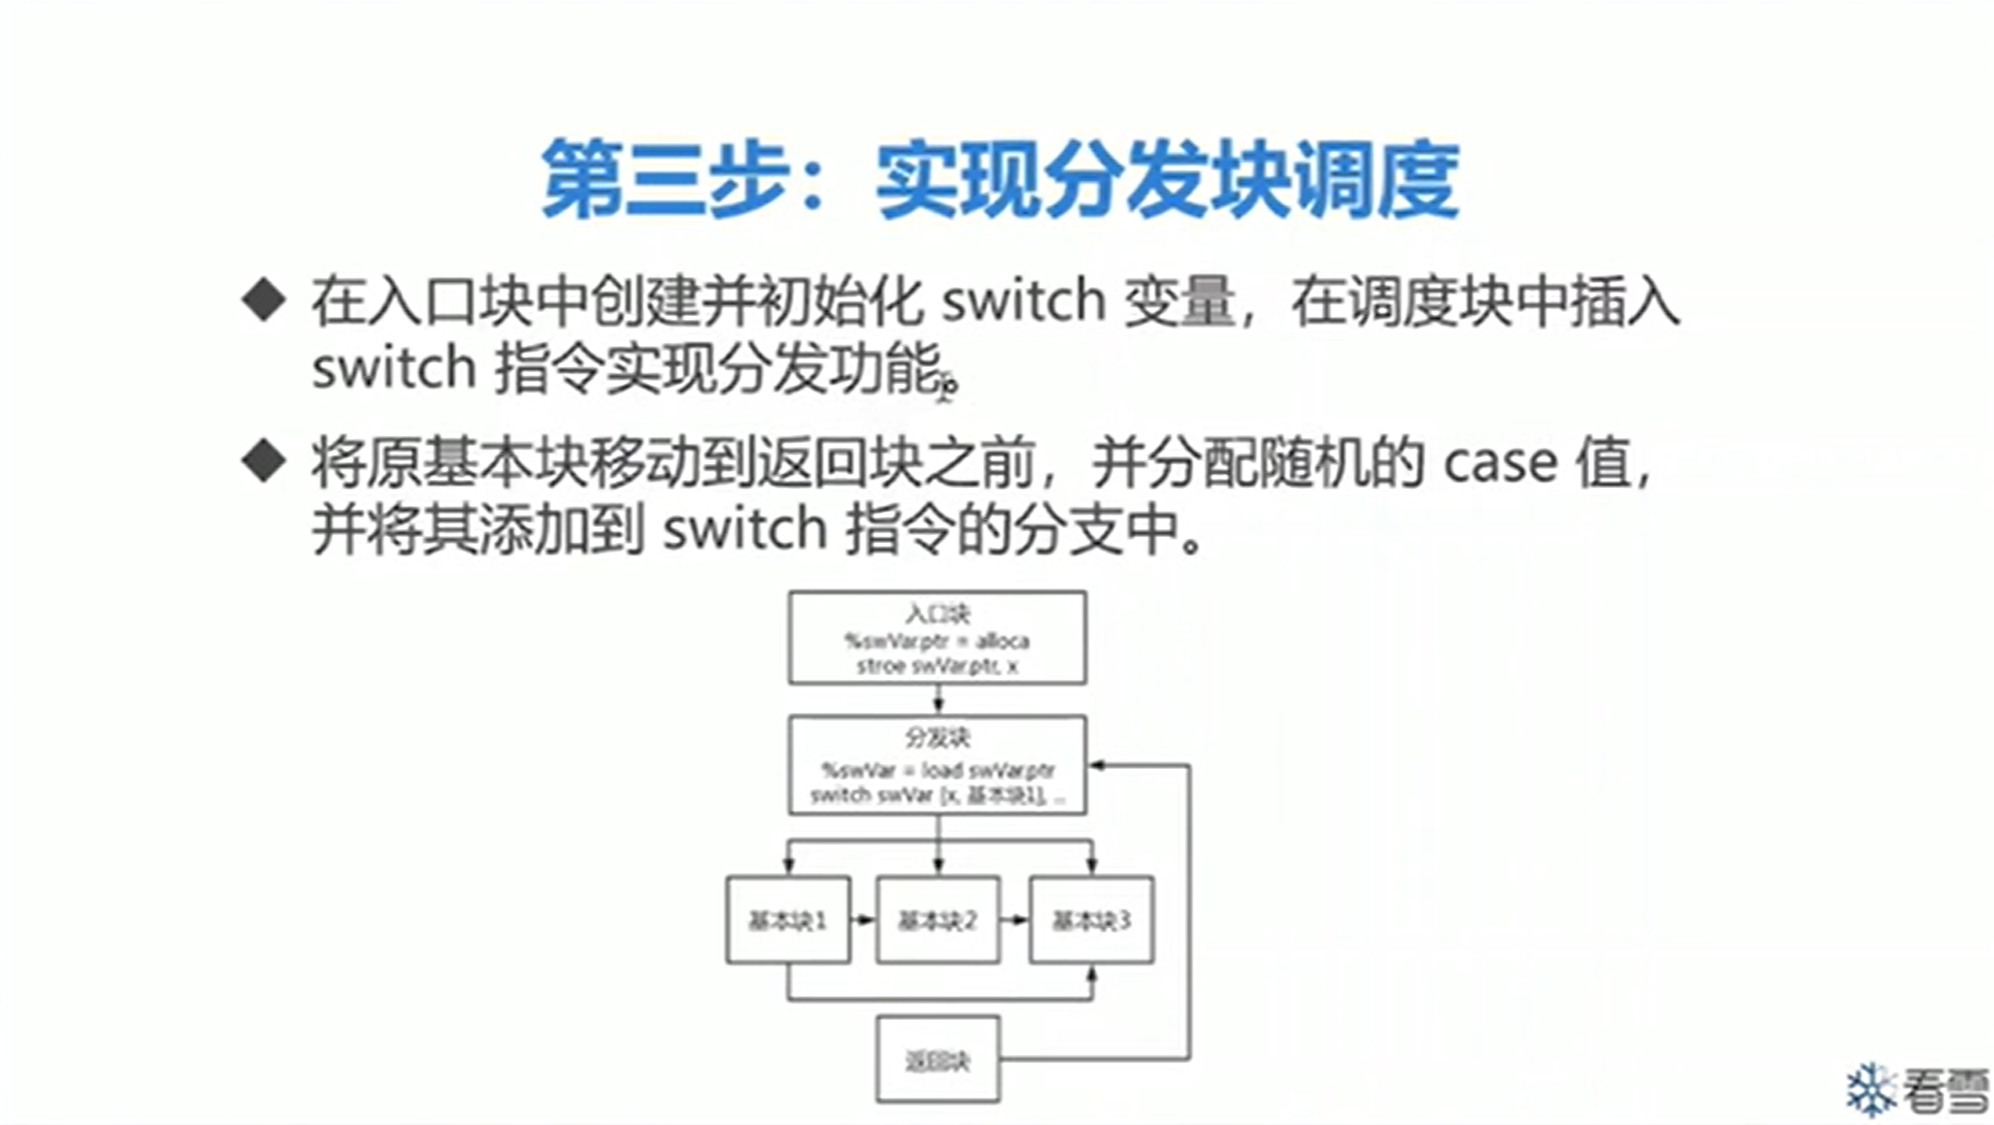 第三步：实现分发块调度
◆ 在入口块中创建并初始化 switch 变量，在调度块中插入
switch 指令实现分发功能。
◆ 将原基本块移动到返回块之前，并分配随机的 case 值，
并将其添加到 switch 指令的分支中。
入口块
%swVar.ptr = alloca
stroe swVar.ptr, x
分发块
%swVar = load swVar.ptr
switch swVar [x, 基本块1], ...
基本块1
基本块2
基本块3
返回块
看雪